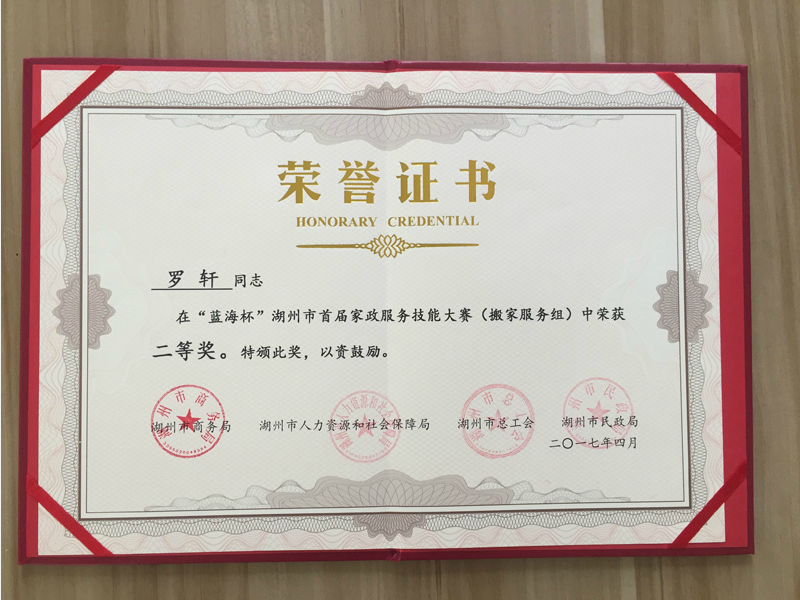 荣誉证书
HONORARY CREDENTIAL
罗轩 同志
在“蓝海杯”湖州市首届家政服务技能大赛（搬家服务组）中荣获
二等奖。特颁此奖，以资鼓励。
湖州市商务局 湖州市人力资源和社会保障局 湖州市总工会 湖州市民政局
二〇一七年四月